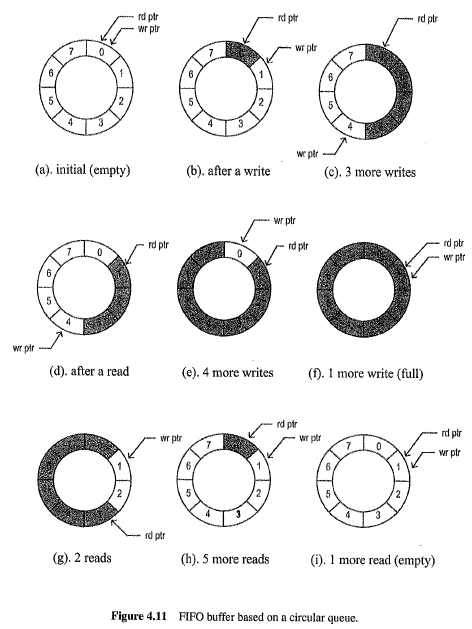 rd ptr
wr ptr
7 0
6 1
5 2
4 3
(a). initial (empty)
rd ptr
wr ptr
7
6 1
5 2
4 3
(b). after a write
rd ptr
7
6
5
4
wr ptr
(c). 3 more writes
rd ptr
7 0
6
5
4
wr ptr
(d). after a read
wr ptr
rd ptr
0
(e). 4 more writes
rd ptr
wr ptr
(f). 1 more write (full)
wr ptr
1
2
rd ptr
(g). 2 reads
rd ptr
wr ptr
7
6 1
5 2
4 3
(h). 5 more reads
rd ptr
wr ptr
7 0
6 1
5 2
4 3
(i). 1 more read (empty)
Figure 4.11 FIFO buffer based on a circular queue.